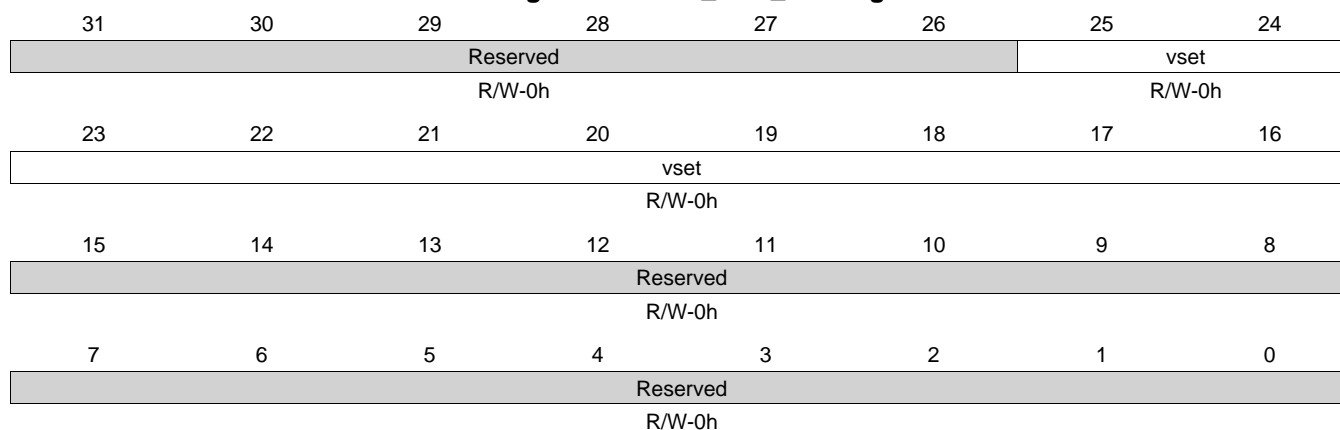 31 30 29 28 27 26 25 24
Reserved vset
R/W-0h R/W-0h
23 22 21 20 19 18 17 16
vset
R/W-0h
15 14 13 12 11 10 9 8
Reserved
R/W-0h
7 6 5 4 3 2 1 0
Reserved
R/W-0h